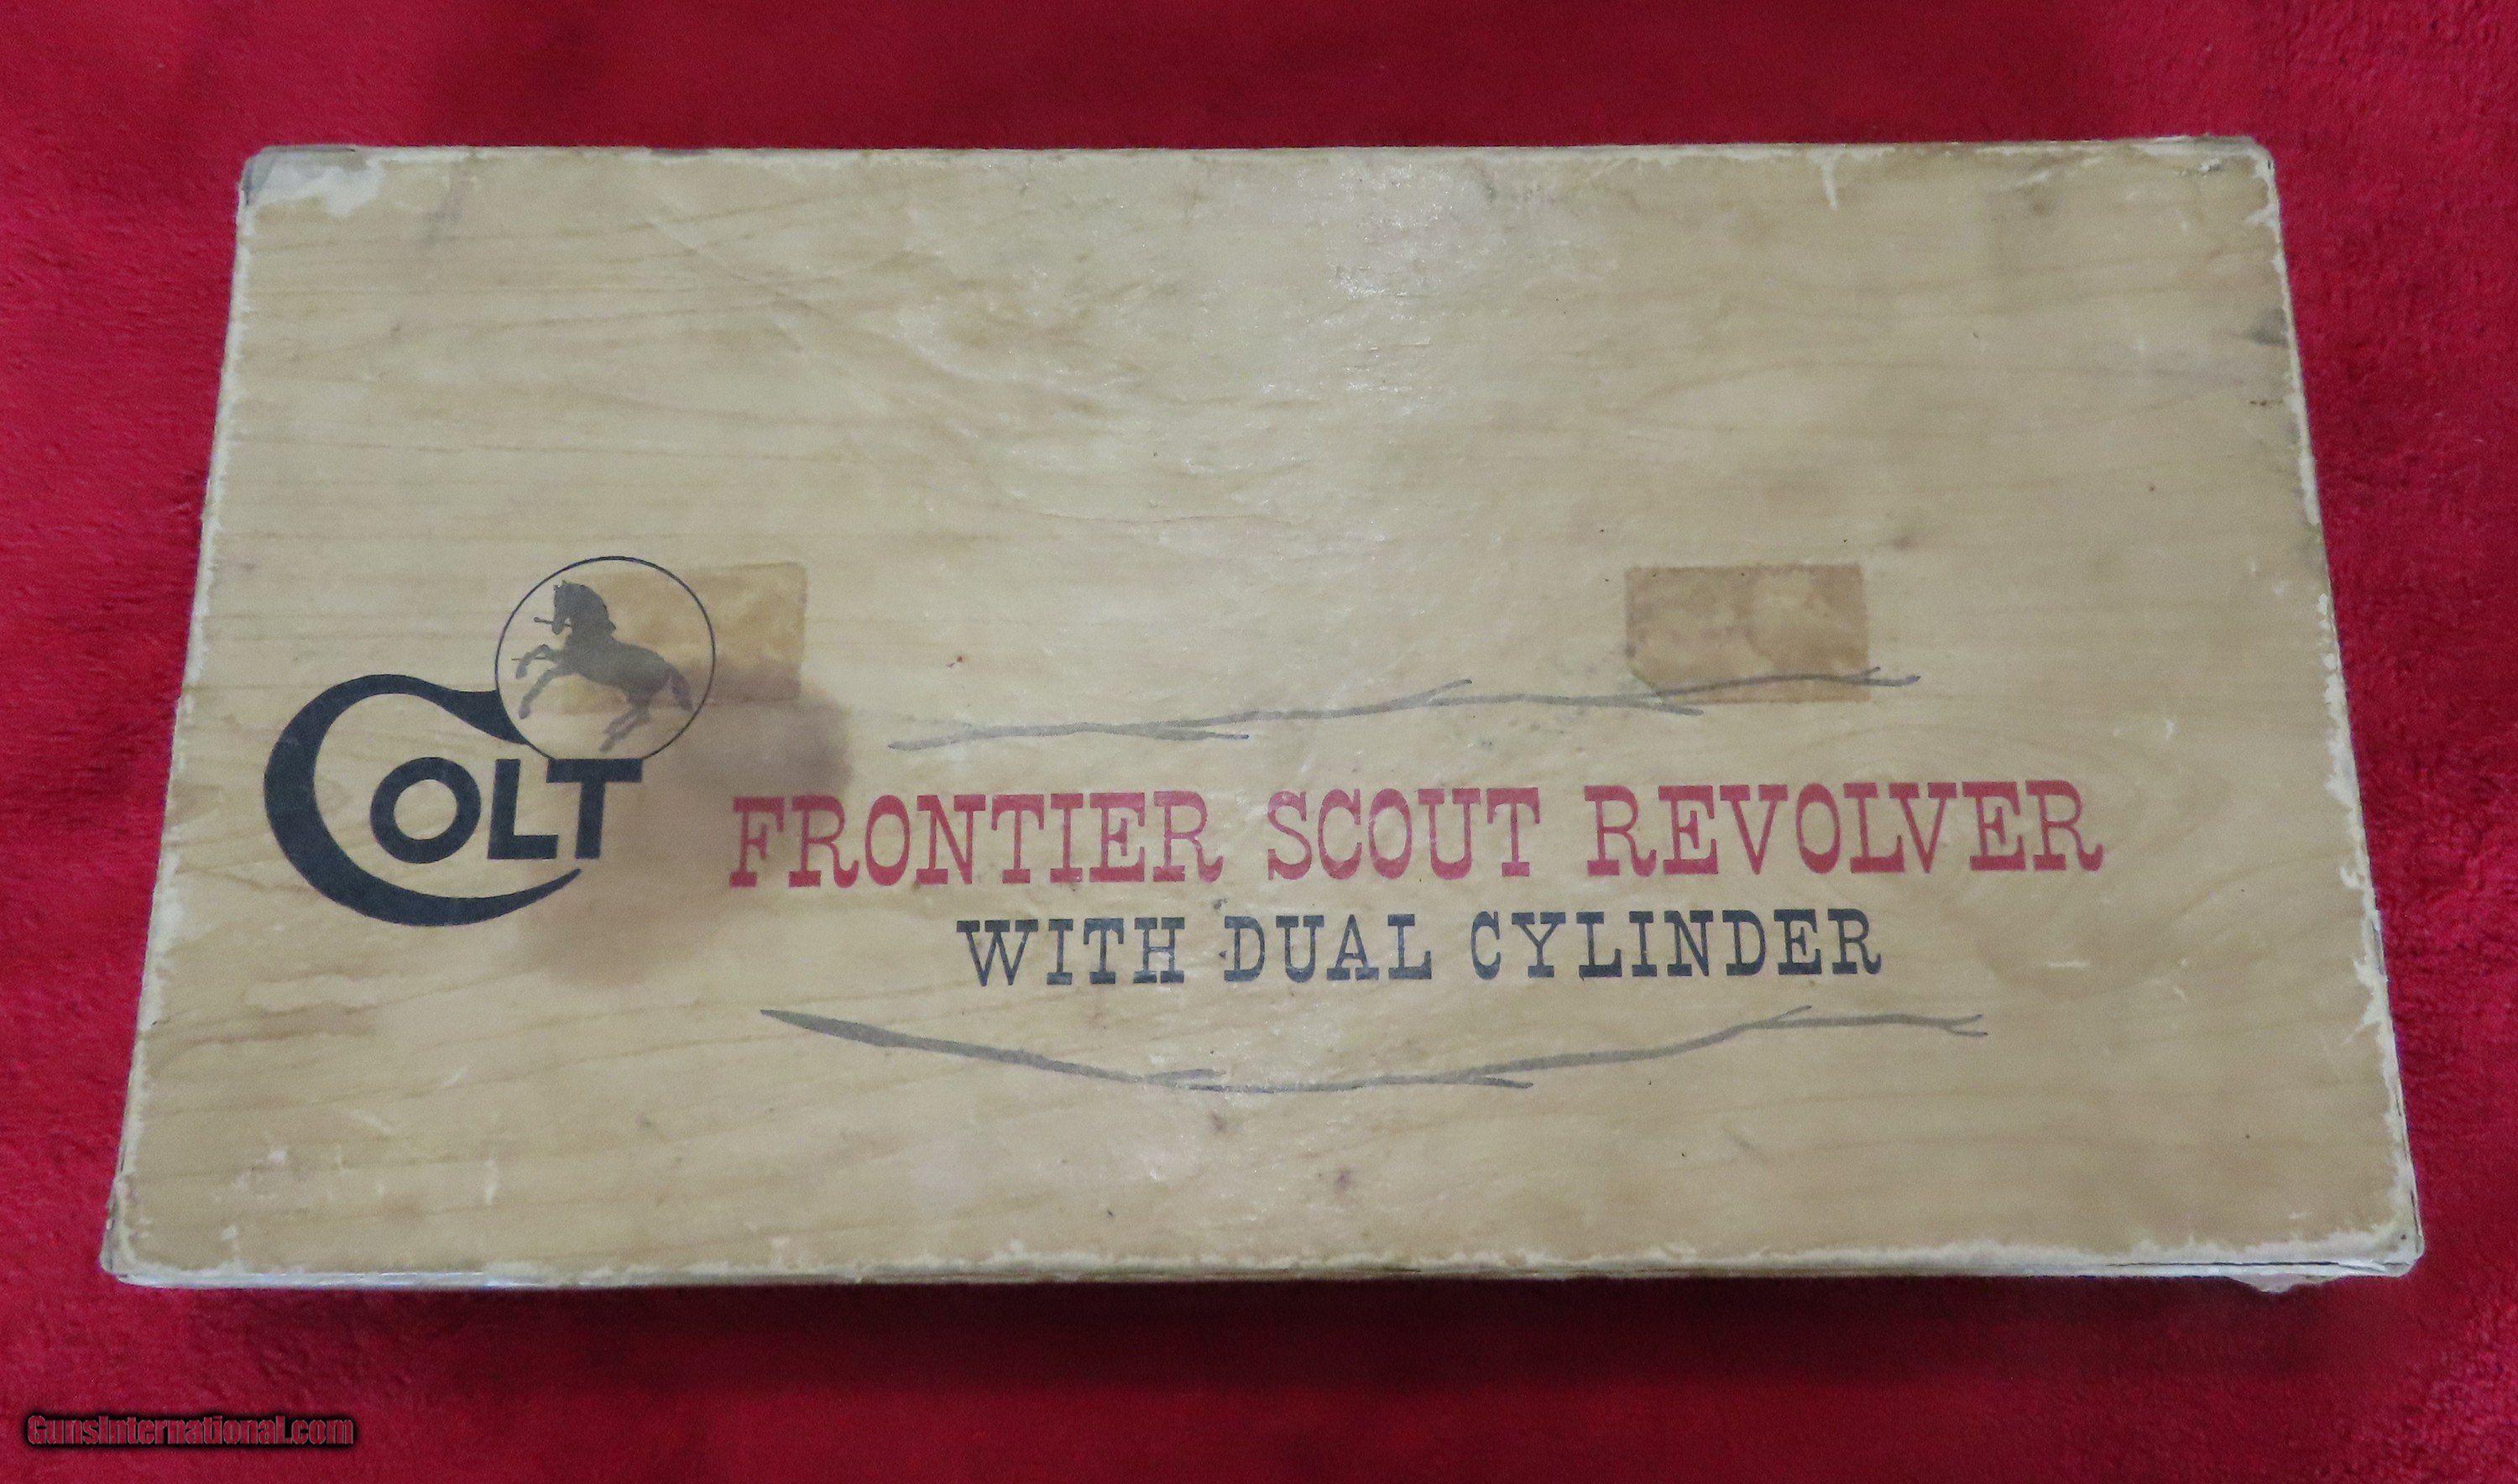 COLT
FRONTIER SCOUT REVOLVER
WITH DUAL CYLINDER
GunsInternational.com